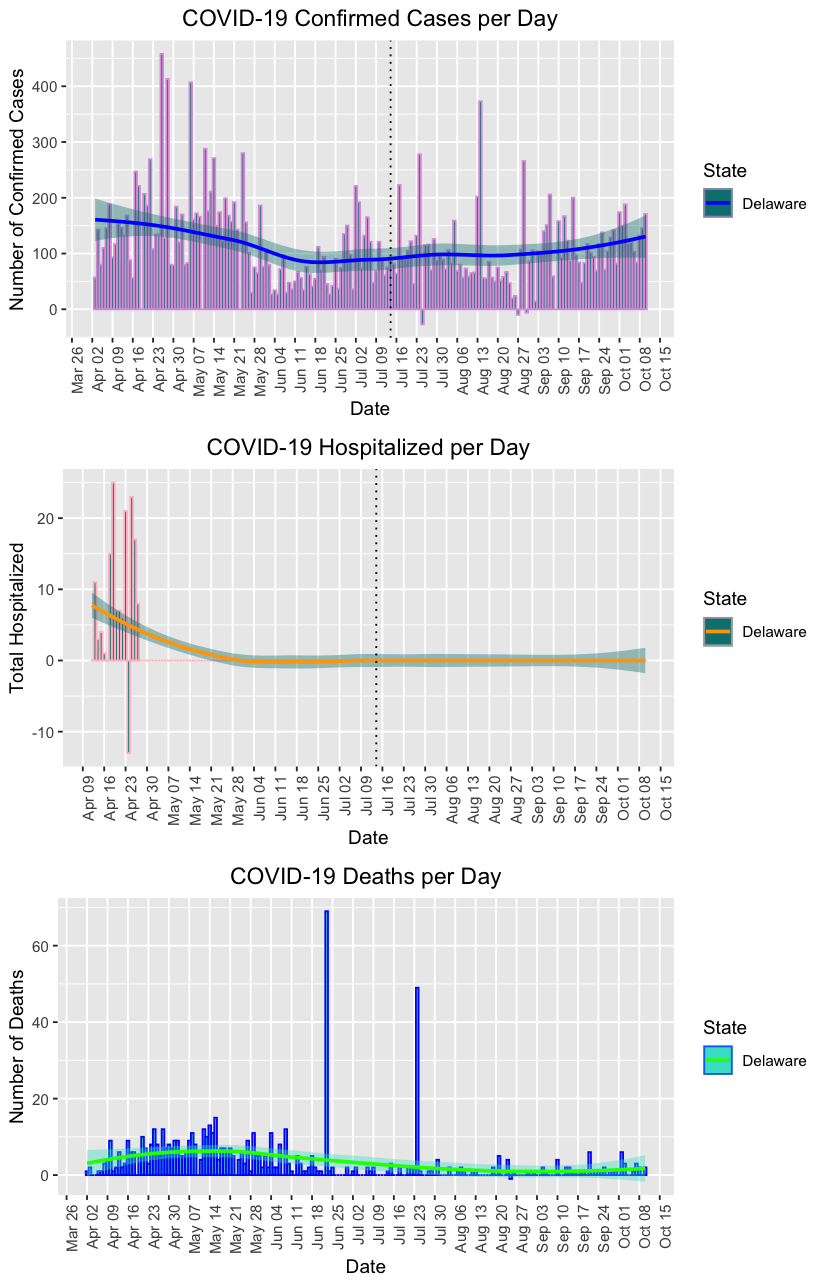 COVID-19 Confirmed Cases per Day
Number of Confirmed Cases
400
300
200
100
0
Mar 26 Apr 02 Apr 09 Apr 16 Apr 23 Apr 30 May 07 May 14 May 21 May 28 Jun 04 Jun 11 Jun 18 Jun 25 Jul 02 Jul 09 Jul 16 Jul 23 Jul 30 Aug 06 Aug 13 Aug 20 Aug 27 Sep 03 Sep 10 Sep 17 Sep 24 Oct 01 Oct 08 Oct 15
Date
State
Delaware
COVID-19 Hospitalized per Day
Total Hospitalized
20
10
0
-10
Apr 09 Apr 16 Apr 23 Apr 30 May 07 May 14 May 21 May 28 Jun 04 Jun 11 Jun 18 Jun 25 Jul 02 Jul 09 Jul 16 Jul 23 Jul 30 Aug 06 Aug 13 Aug 20 Aug 27 Sep 03 Sep 10 Sep 17 Sep 24 Oct 01 Oct 08 Oct 15
Date
State
Delaware
COVID-19 Deaths per Day
Number of Deaths
60
40
20
0
Mar 26 Apr 02 Apr 09 Apr 16 Apr 23 Apr 30 May 07 May 14 May 21 May 28 Jun 04 Jun 11 Jun 18 Jun 25 Jul 02 Jul 09 Jul 16 Jul 23 Jul 30 Aug 06 Aug 13 Aug 20 Aug 27 Sep 03 Sep 10 Sep 17 Sep 24 Oct 01 Oct 08 Oct 15
Date
State
Delaware